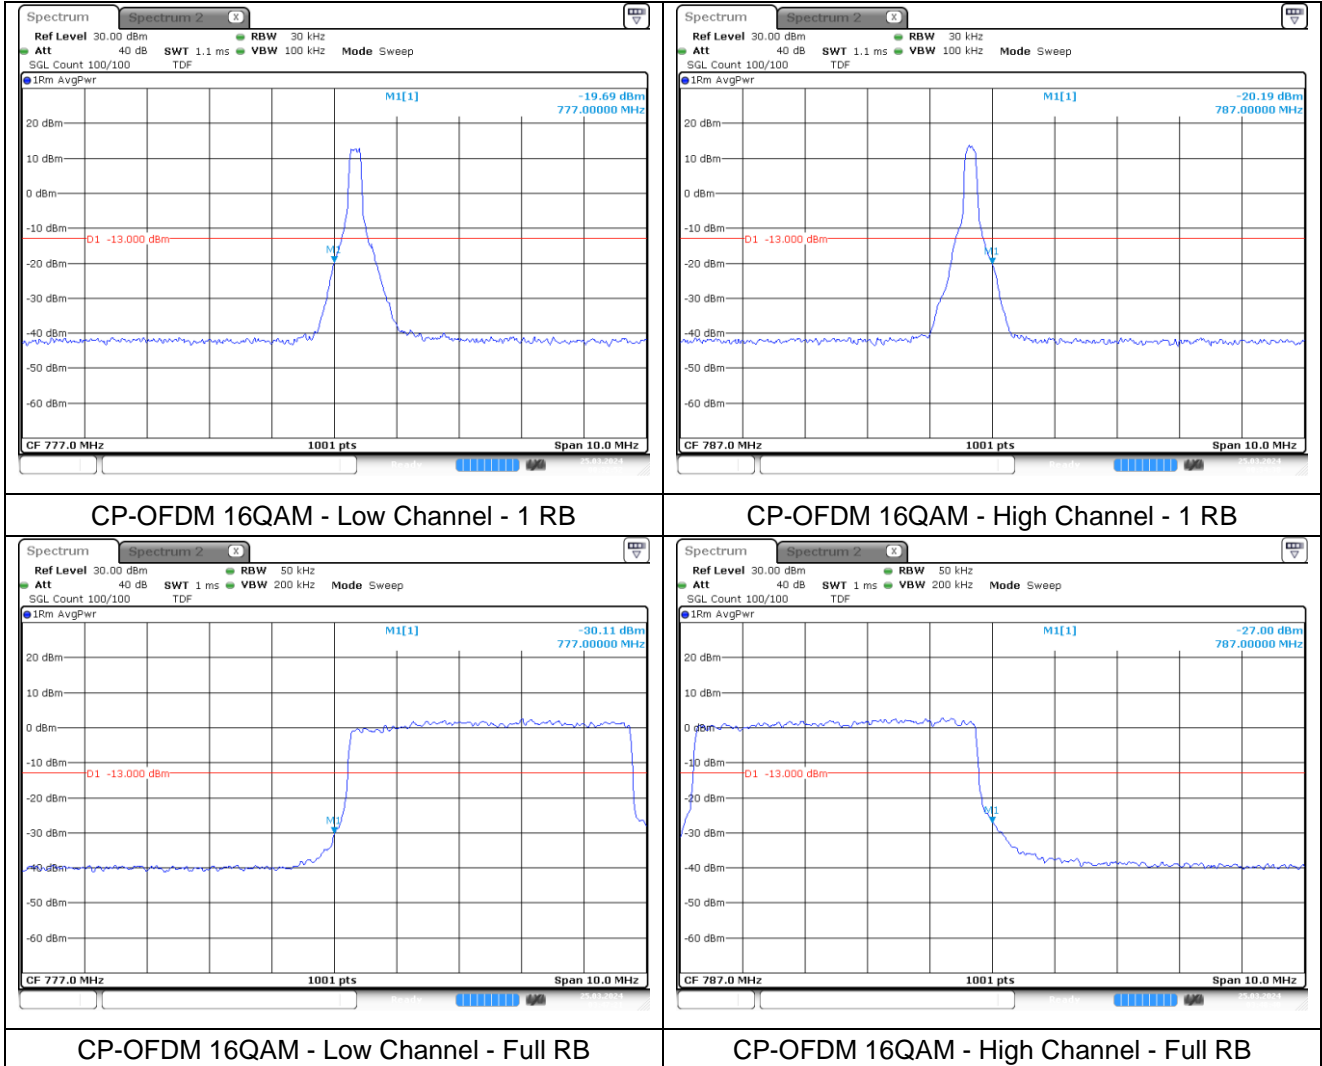 Spectrum Spectrum 2 X
Ref Level 30.00 dBm RBW 30 kHz
Att 40 dB SWT 1.1 ms VBW 100 kHz Mode Sweep
SGL Count 100/100 TDF
1Rm AvgPwr
M1[1] -19.69 dBm
777.00000 MHz
20 dBm
10 dBm
0 dBm
-10 dBm
D1 -13.000 dBm
M1
-20 dBm
-30 dBm
-40 dBm
-50 dBm
-60 dBm
CF 777.0 MHz 1001 pts Span 10.0 MHz
Ready 25.03.2024
CP-OFDM 16QAM - Low Channel - 1 RB
Spectrum Spectrum 2 X
Ref Level 30.00 dBm RBW 30 kHz
Att 40 dB SWT 1.1 ms VBW 100 kHz Mode Sweep
SGL Count 100/100 TDF
1Rm AvgPwr
M1[1] -20.19 dBm
787.00000 MHz
20 dBm
10 dBm
0 dBm
-10 dBm
D1 -13.000 dBm
M1
-20 dBm
-30 dBm
-40 dBm
-50 dBm
-60 dBm
CF 787.0 MHz 1001 pts Span 10.0 MHz
Ready 25.03.2024
CP-OFDM 16QAM - High Channel - 1 RB
Spectrum Spectrum 2 X
Ref Level 30.00 dBm RBW 50 kHz
Att 40 dB SWT 1 ms VBW 200 kHz Mode Sweep
SGL Count 100/100 TDF
1Rm AvgPwr
M1[1] -30.11 dBm
777.00000 MHz
20 dBm
10 dBm
0 dBm
-10 dBm
D1 -13.000 dBm
-20 dBm
M1
-30 dBm
-40 dBm
-50 dBm
-60 dBm
CF 777.0 MHz 1001 pts Span 10.0 MHz
Ready 25.03.2024
CP-OFDM 16QAM - Low Channel - Full RB
Spectrum Spectrum 2 X
Ref Level 30.00 dBm RBW 50 kHz
Att 40 dB SWT 1 ms VBW 200 kHz Mode Sweep
SGL Count 100/100 TDF
1Rm AvgPwr
M1[1] -27.00 dBm
787.00000 MHz
20 dBm
10 dBm
0 dBm
-10 dBm
D1 -13.000 dBm
-20 dBm
M1
-30 dBm
-40 dBm
-50 dBm
-60 dBm
CF 787.0 MHz 1001 pts Span 10.0 MHz
Ready 25.03.2024
CP-OFDM 16QAM - High Channel - Full RB